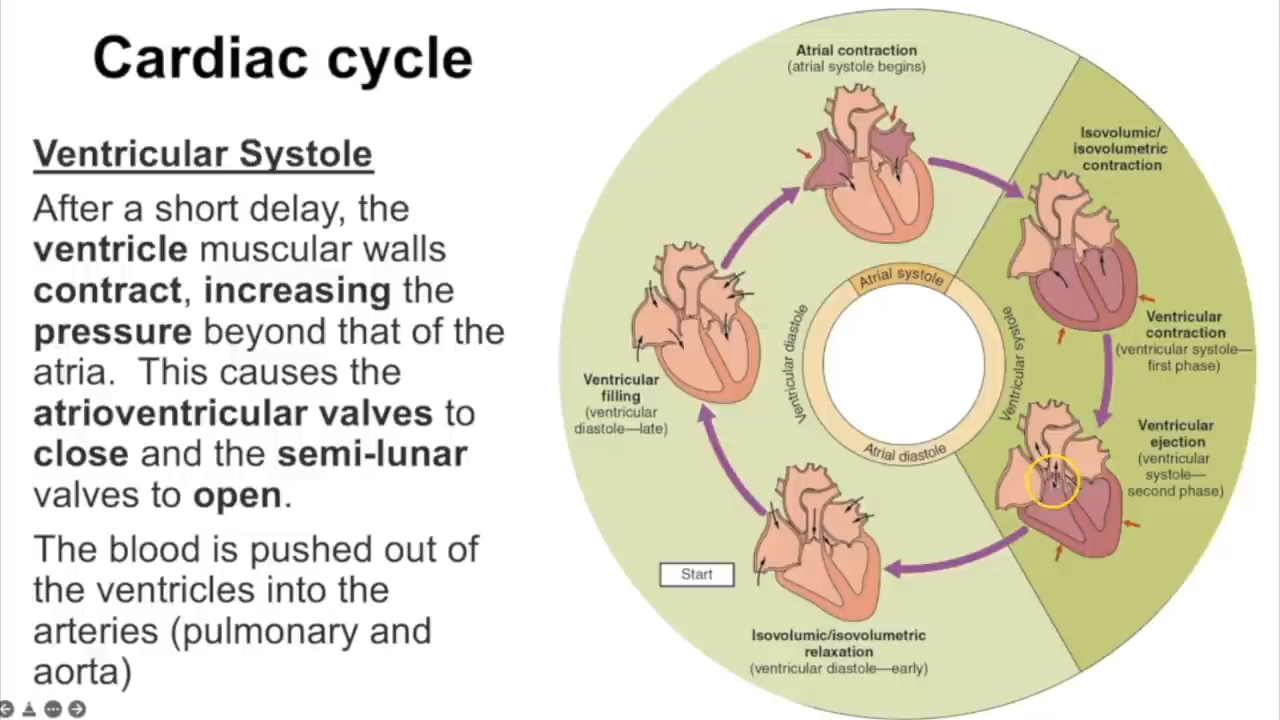 Cardiac cycle
Ventricular Systole
After a short delay, the
ventricle muscular walls
contract, increasing the
pressure beyond that of the
atria.  This causes the
atrioventricular valves to
close and the semi-lunar
valves to open.
The blood is pushed out of
the ventricles into the
arteries (pulmonary and
aorta)
Atrial contraction
(atrial systole begins)
Isovolumic/
isovolumetric
contraction
Ventricular
contraction
(ventricular systole—
first phase)
Ventricular
ejection
(ventricular
systole—
second phase)
Isovolumic/isovolumetric
relaxation
(ventricular diastole—early)
Start
Ventricular
filling
(ventricular
diastole—late)
Atrial systole
Ventricular systole
Atrial diastole
Ventricular diastole